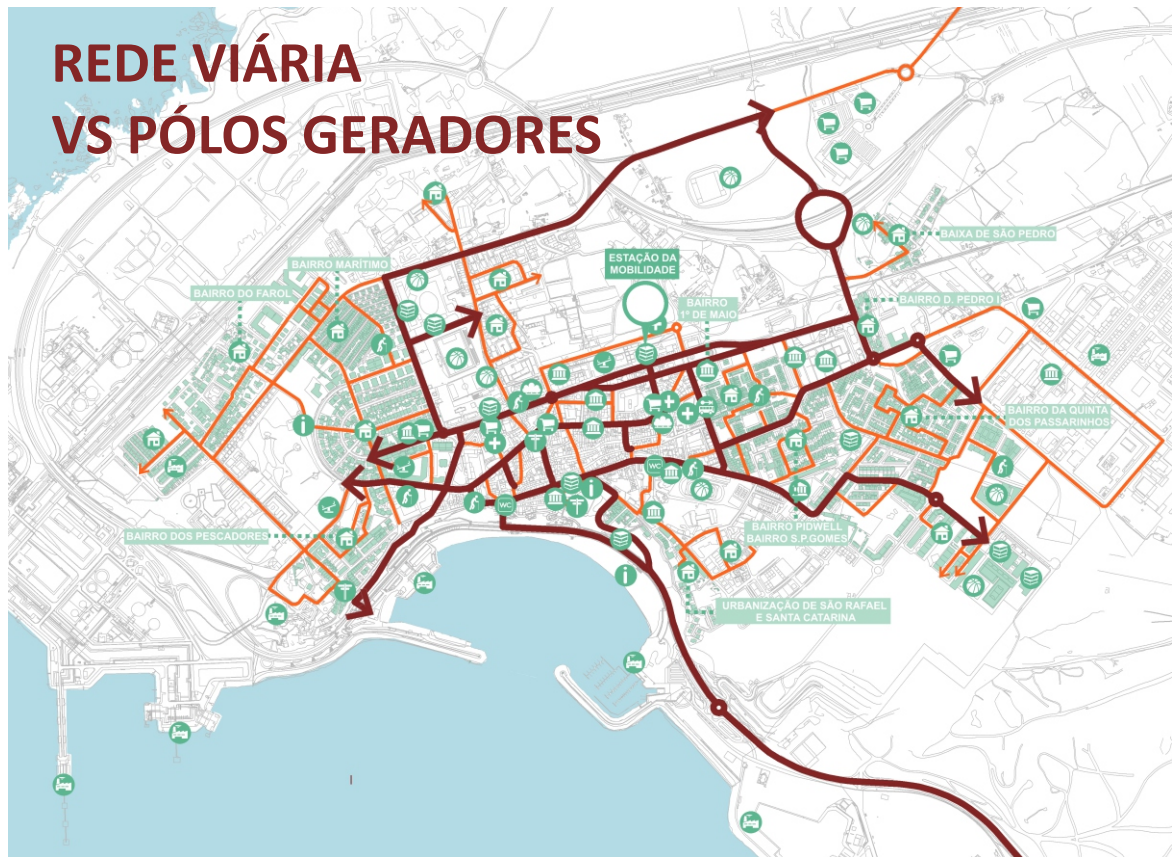 REDE VIÁRIA
VS PÓLOS GERADORES
BAIXA DE SÃO PEDRO
ESTAÇÃO DA
MOBILIDADE
BAIRRO MARÍTIMO
BAIRRO DO FAROL
BAIRRO
1º DE MAIO
BAIRRO D. PEDRO I
BAIRRO DA QUINTA
DOS PASSARINHOS
WC
WC
BAIRRO DOS PESCADORES
BAIRRO PIDWELL
BAIRRO S.P.GOMES
URBANIZAÇÃO DE SÃO RAFAEL
E SANTA CATARINA